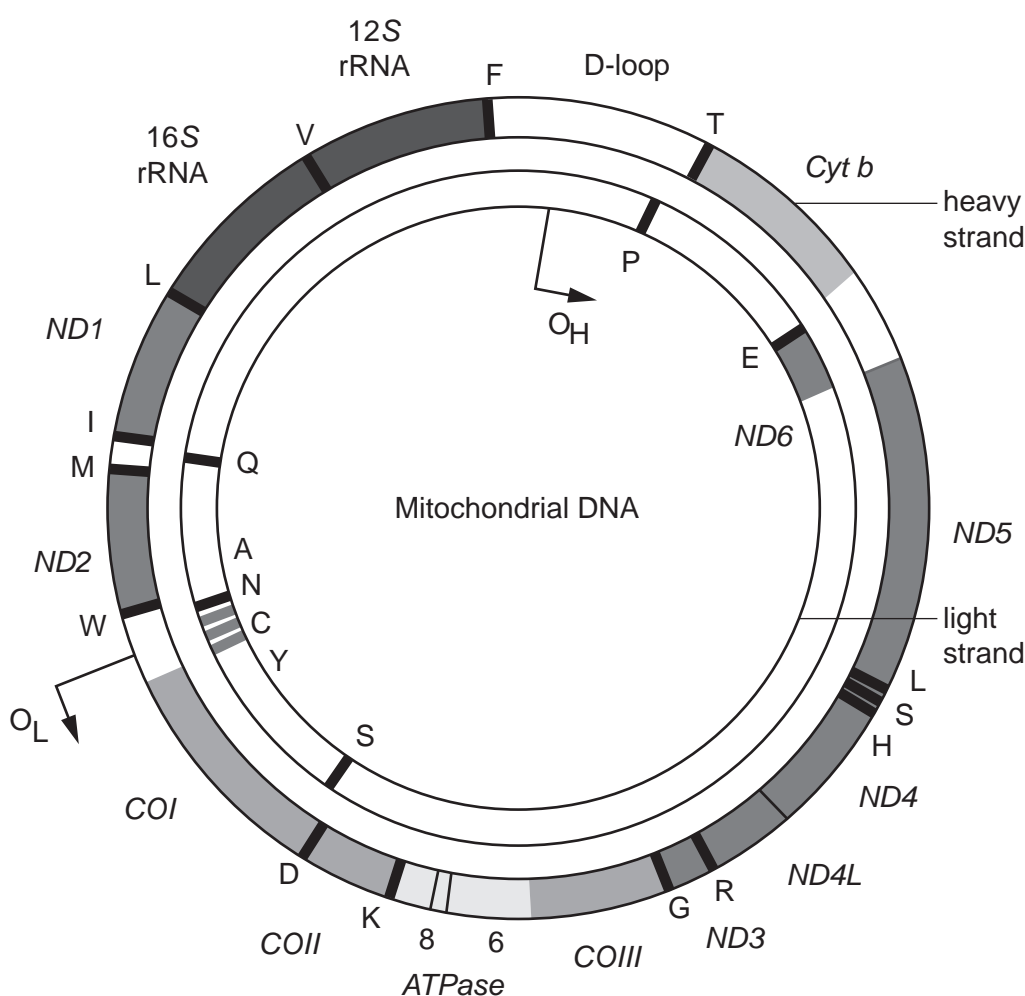 12S
rRNA
F
D-loop
T
V
16S
rRNA
Cyt b
heavy
strand
P
L
OH
ND1
E
ND6
I
M
Q
Mitochondrial DNA
ND5
A
ND2
N
W
C
light
strand
Y
L
OL
S
S
H
COI
ND4
D
ND4L
R
K
G
ND3
COII
8
6
COIII
ATPase